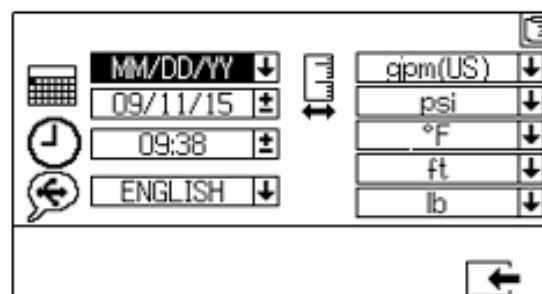 MM/DD/YY
09/11/15
09:38
ENGLISH
gpm(US)
psi
°F
ft
lb